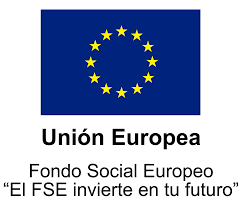 Unión Europea
Fondo Social Europeo
“El FSE invierte en tu futuro”